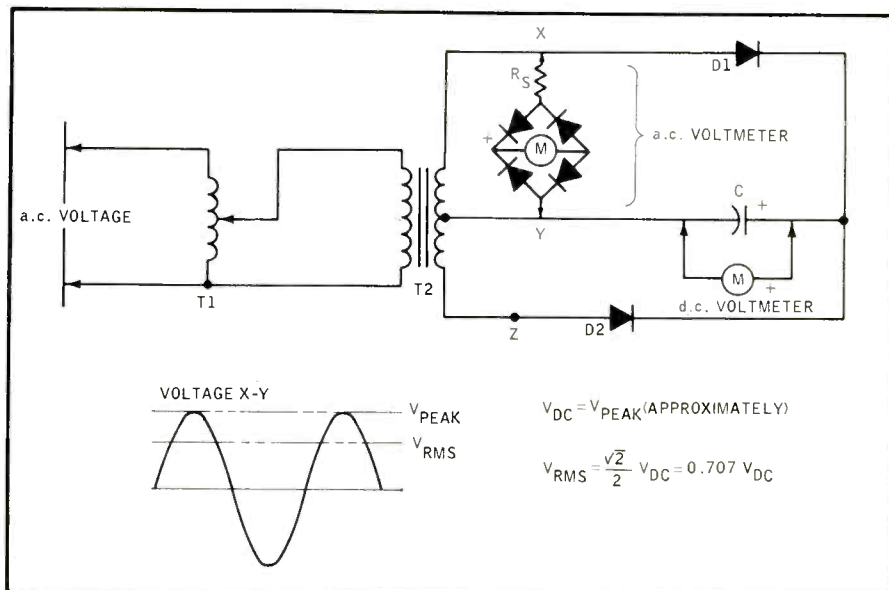 X
D1
R_S
+
M
a.c. VOLTMETER
a.c. VOLTAGE
C
+
Y
T1
T2
M
+
d.c. VOLTMETER
Z
D2
VOLTAGE X-Y
V_PEAK
V_RMS
V_DC = V_PEAK (APPROXIMATELY)
V_RMS = √2/2 V_DC = 0.707 V_DC